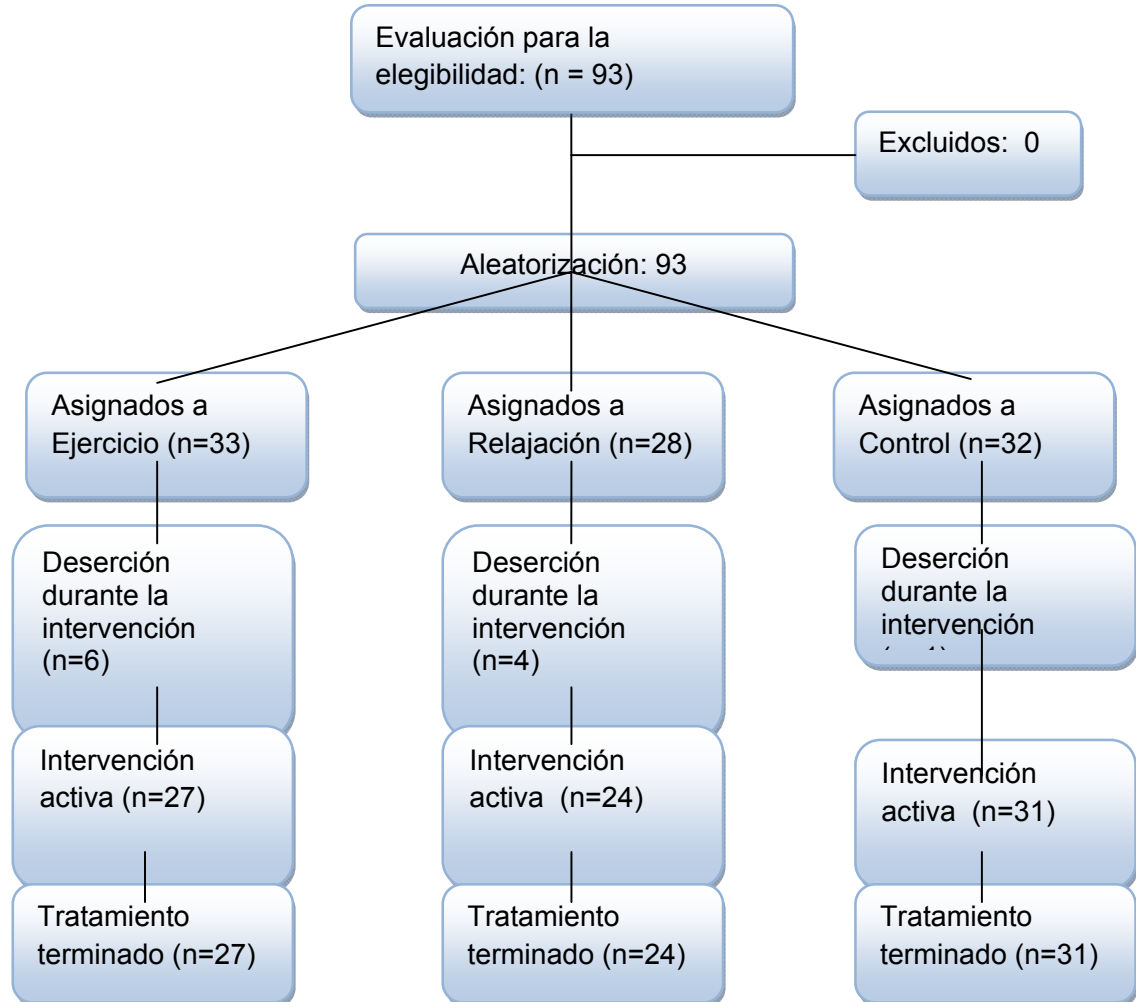 Evaluación para la
elegibilidad: (n = 93)
Excluidos: 0
Aleatorización: 93
Asignados a
Ejercicio (n=33)
Asignados a
Relajación (n=28)
Asignados a
Control (n=32)
Deserción
durante la
intervención
(n=6)
Deserción
durante la
intervención
(n=4)
Deserción
durante la
intervención
Intervención
activa (n=27)
Intervención
activa (n=24)
Intervención
activa (n=31)
Tratamiento
terminado (n=27)
Tratamiento
terminado (n=24)
Tratamiento
terminado (n=31)